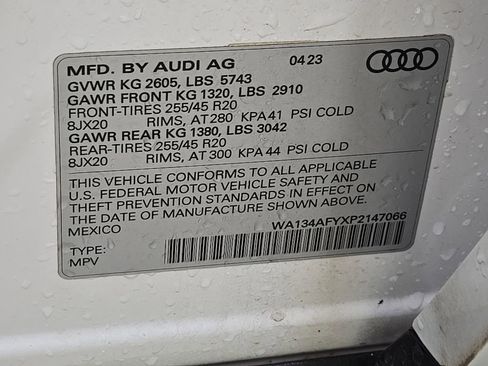 MFD. BY AUDI AG 04 23
GVWR KG 2605, LBS 5743
GAWR FRONT KG 1320, LBS 2910
FRONT-TIRES 255/45 R20
8JX20 RIMS, AT 280 KPA 41 PSI COLD
GAWR REAR KG 1380, LBS 3042
REAR-TIRES 255/45 R20
8JX20 RIMS, AT 300 KPA 44 PSI COLD
THIS VEHICLE CONFORMS TO ALL APPLICABLE
U.S. FEDERAL MOTOR VEHICLE SAFETY AND
THEFT PREVENTION STANDARDS IN EFFECT ON
THE DATE OF MANUFACTURE SHOWN ABOVE.
MEXICO
WA134AFYXP2147066
TYPE:
MPV